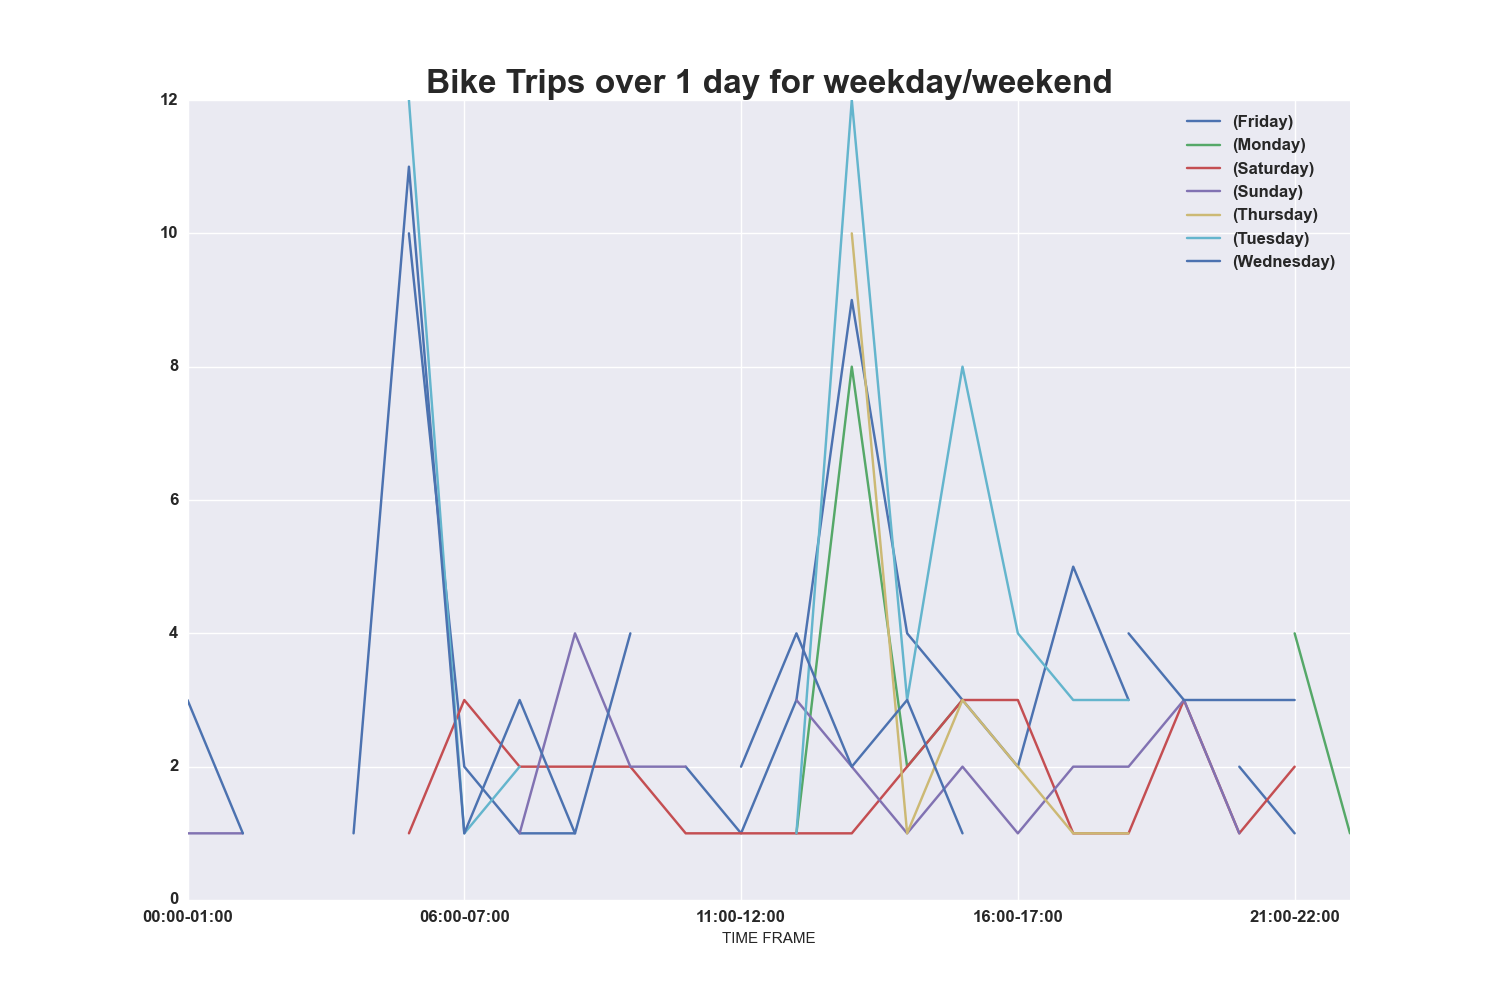 Bike Trips over 1 day for weekday/weekend
12
10
8
6
4
2
0
(Friday)
(Monday)
(Saturday)
(Sunday)
(Thursday)
(Tuesday)
(Wednesday)
00:00-01:00 06:00-07:00 11:00-12:00 16:00-17:00 21:00-22:00
TIME FRAME